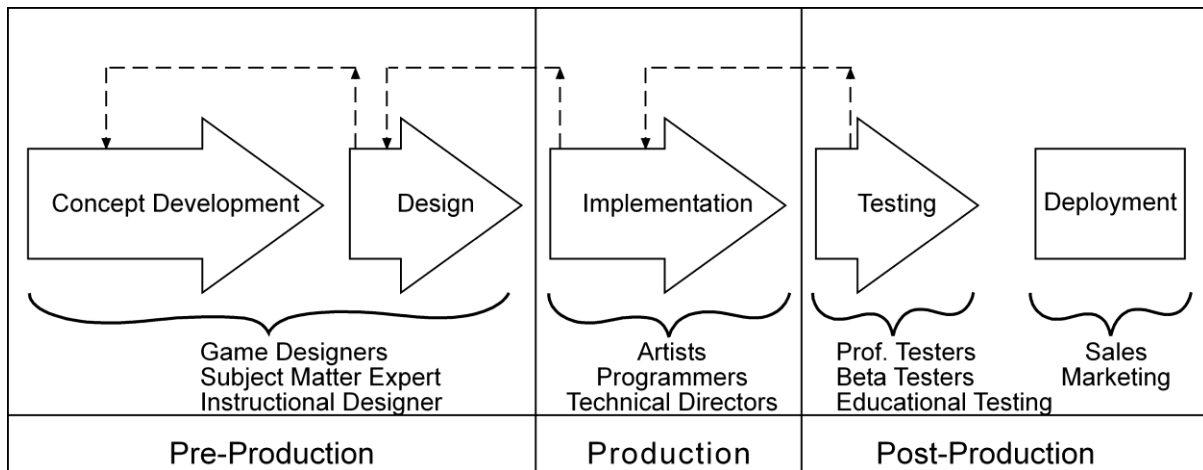 Concept Development
Design
Implementation
Testing
Deployment
Game Designers
Subject Matter Expert
Instructional Designer
Artists
Programmers
Technical Directors
Prof. Testers
Beta Testers
Educational Testing
Sales
Marketing
Pre-Production
Production
Post-Production